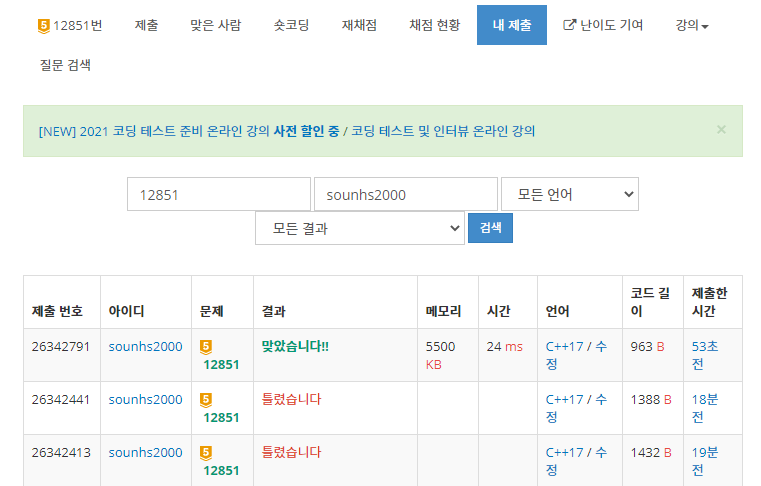 5 12851번 제출 맞은 사람 숏코딩 재채점 채점 현황 내 제출 난이도 기여 강의
질문 검색
[NEW] 2021 코딩 테스트 준비 온라인 강의 사전 할인 중 / 코딩 테스트 및 인터뷰 온라인 강의 ×
12851 sounhs2000 모든 언어
모든 결과 검색
제출 번호 아이디 문제 결과 메모리 시간 언어 코드 길이 제출한 시간
26342791 sounhs2000 5 12851 맞았습니다!! 5500 KB 24 ms C++17 / 수정 963 B 53초 전
26342441 sounhs2000 5 12851 틀렸습니다 C++17 / 수정 1388 B 18분 전
26342413 sounhs2000 5 12851 틀렸습니다 C++17 / 수정 1432 B 19분 전